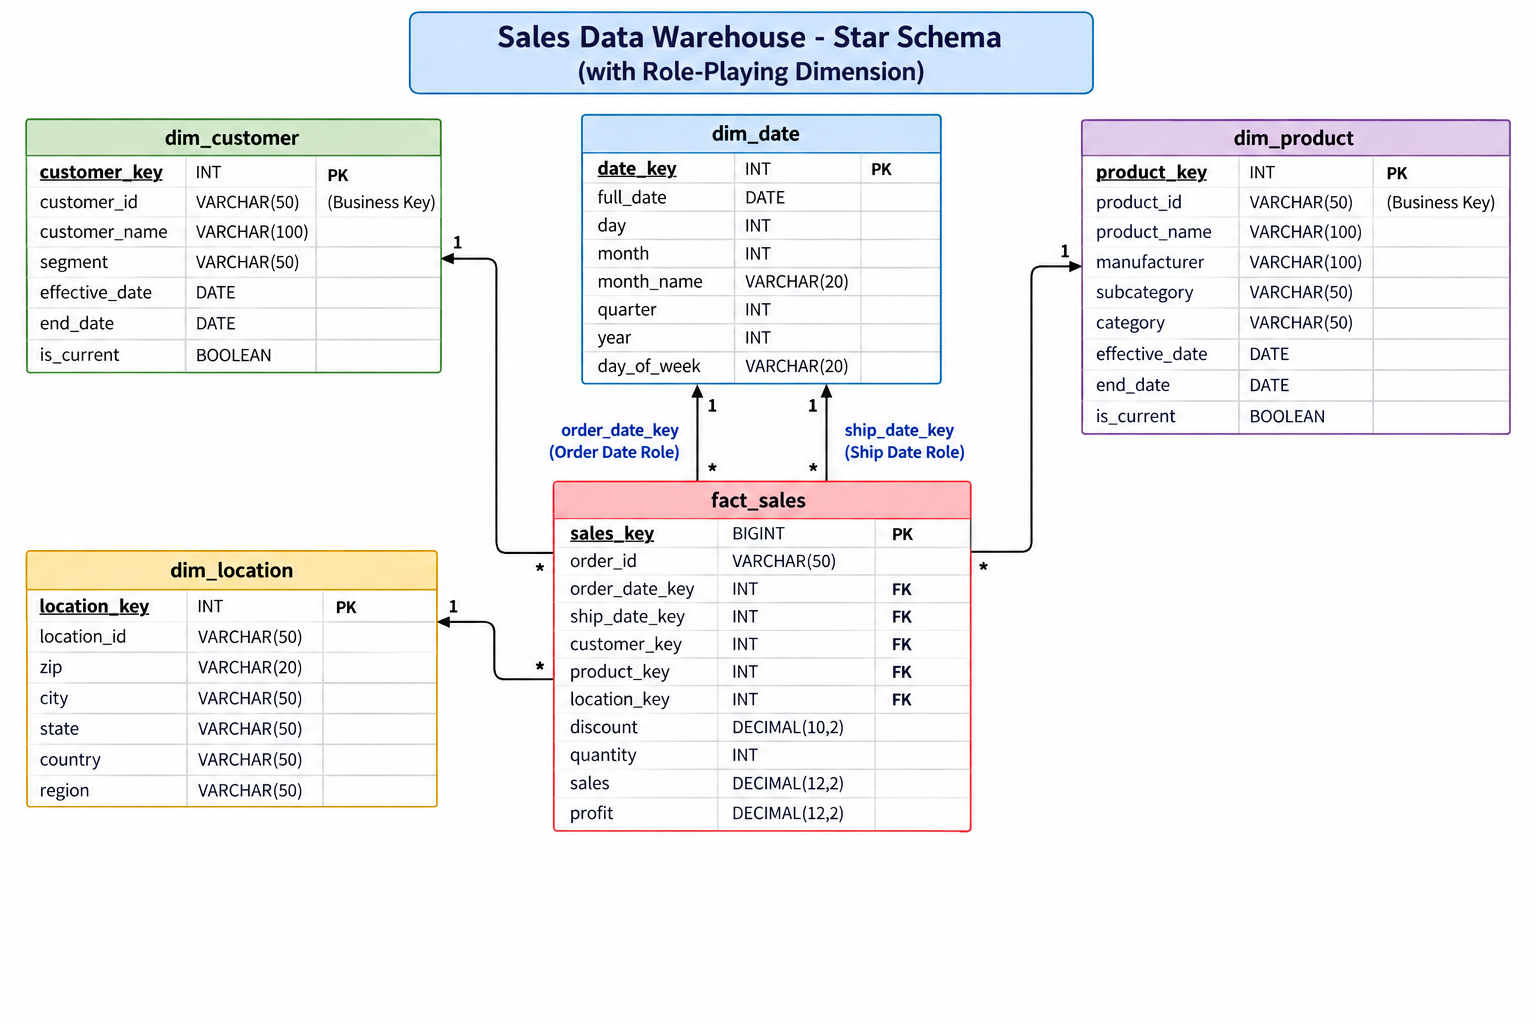 Sales Data Warehouse - Star Schema
(with Role-Playing Dimension)
dim_customer
customer_key INT PK
customer_id VARCHAR(50) (Business Key)
customer_name VARCHAR(100)
segment VARCHAR(50)
effective_date DATE
end_date DATE
is_current BOOLEAN
1
dim_date
date_key INT PK
full_date DATE
day INT
month INT
month_name VARCHAR(20)
quarter INT
year INT
day_of_week VARCHAR(20)
dim_product
product_key INT PK
product_id VARCHAR(50) (Business Key)
product_name VARCHAR(100)
manufacturer VARCHAR(100)
subcategory VARCHAR(50)
category VARCHAR(50)
effective_date DATE
end_date DATE
is_current BOOLEAN
1
1 1
order_date_key
(Order Date Role)
ship_date_key
(Ship Date Role)
* *
fact_sales
sales_key BIGINT PK
order_id VARCHAR(50)
order_date_key INT FK
ship_date_key INT FK
customer_key INT FK
product_key INT FK
location_key INT FK
discount DECIMAL(10,2)
quantity INT
sales DECIMAL(12,2)
profit DECIMAL(12,2)
* *
dim_location
location_key INT PK
location_id VARCHAR(50)
zip VARCHAR(20)
city VARCHAR(50)
state VARCHAR(50)
country VARCHAR(50)
region VARCHAR(50)
1
*